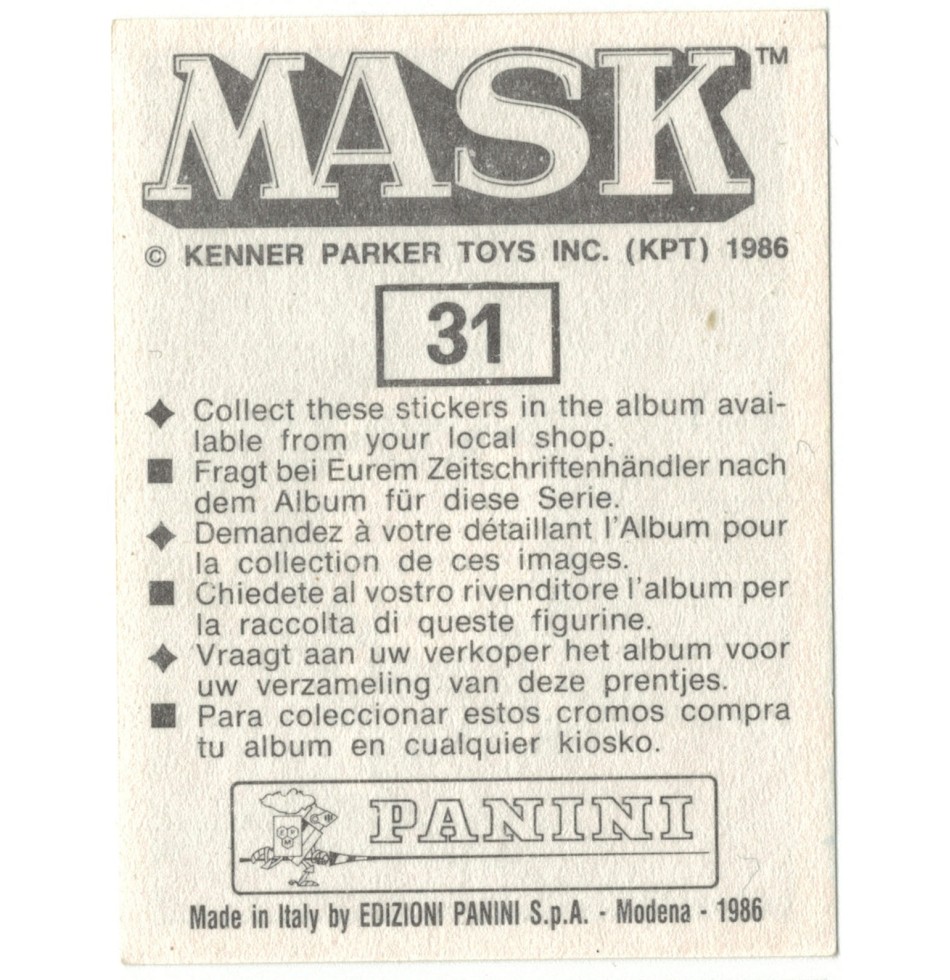 MASK™
© KENNER PARKER TOYS INC. (KPT) 1986
31
Collect these stickers in the album avai-
lable from your local shop.
Fragt bei Eurem Zeitschriftenhändler nach
dem Album für diese Serie.
Demandez à votre détaillant l'Album pour
la collection de ces images.
Chiedete al vostro rivenditore l'album per
la raccolta di queste figurine.
Vraagt aan uw verkoper het album voor
uw verzameling van deze prentjes.
Para coleccionar estos cromos compra
tu album en cualquier kiosko.
PANINI
Made in Italy by EDIZIONI PANINI S.p.A. - Modena - 1986